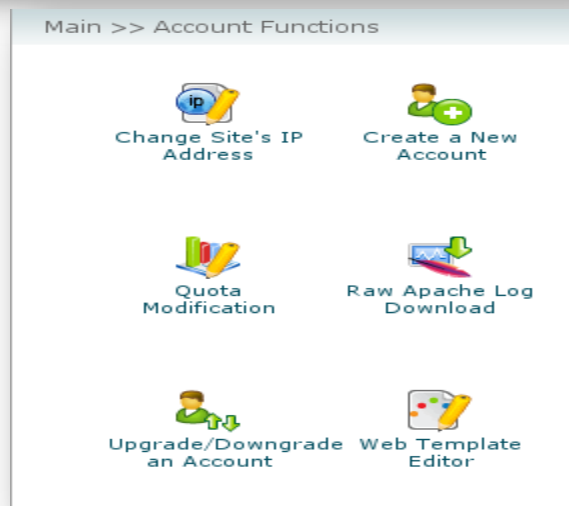 Main >> Account Functions
ip
Change Site's IP
Address
Create a New
Account
Quota
Modification
Raw Apache Log
Download
Upgrade/Downgrade
an Account
Web Template
Editor